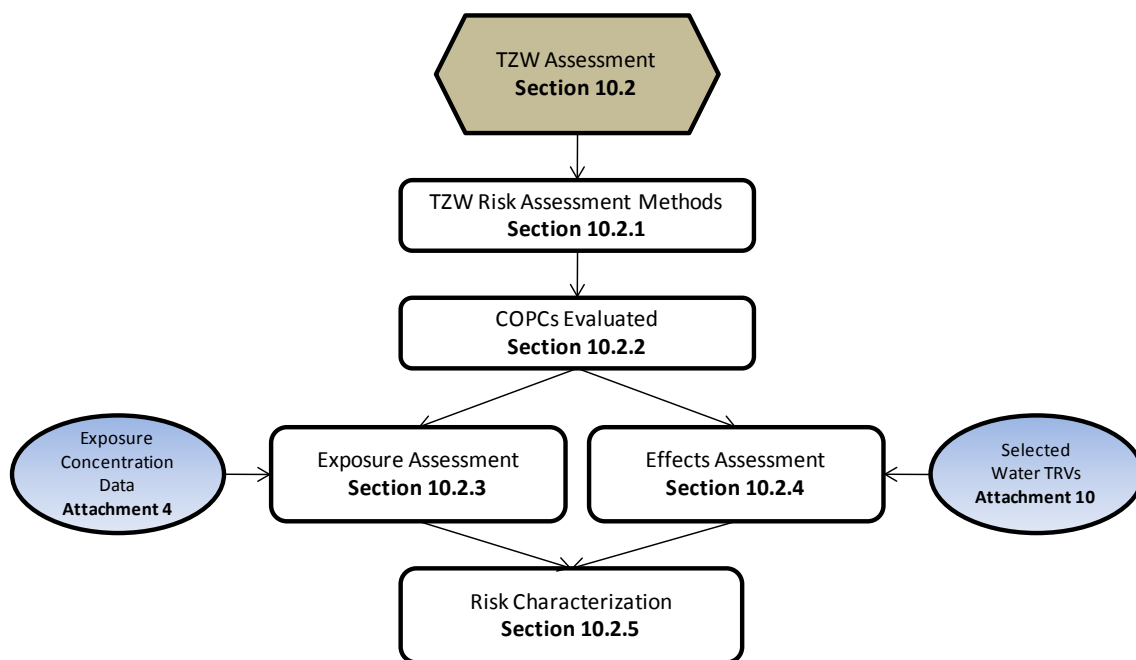 TZW Assessment
Section 10.2
TZW Risk Assessment Methods
Section 10.2.1
COPCs Evaluated
Section 10.2.2
Exposure
Concentration
Data
Attachment 4
Exposure Assessment
Section 10.2.3
Effects Assessment
Section 10.2.4
Selected
Water TRVs
Attachment 10
Risk Characterization
Section 10.2.5